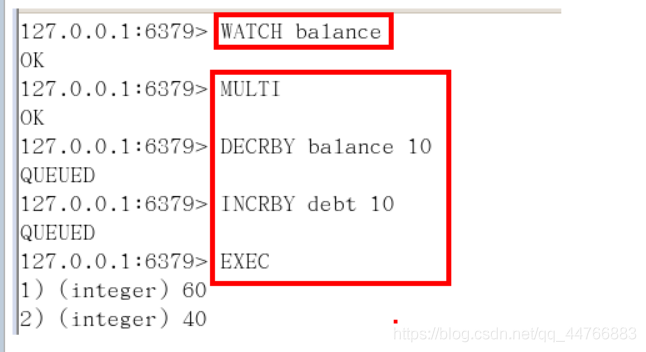 127.0.0.1:6379> WATCH balance
OK
127.0.0.1:6379> MULTI
OK
127.0.0.1:6379> DECRBY balance 10
QUEUED
127.0.0.1:6379> INCRBY debt 10
QUEUED
127.0.0.1:6379> EXEC
1) (integer) 60
2) (integer) 40
https://blog.csdn.net/qq_44766883